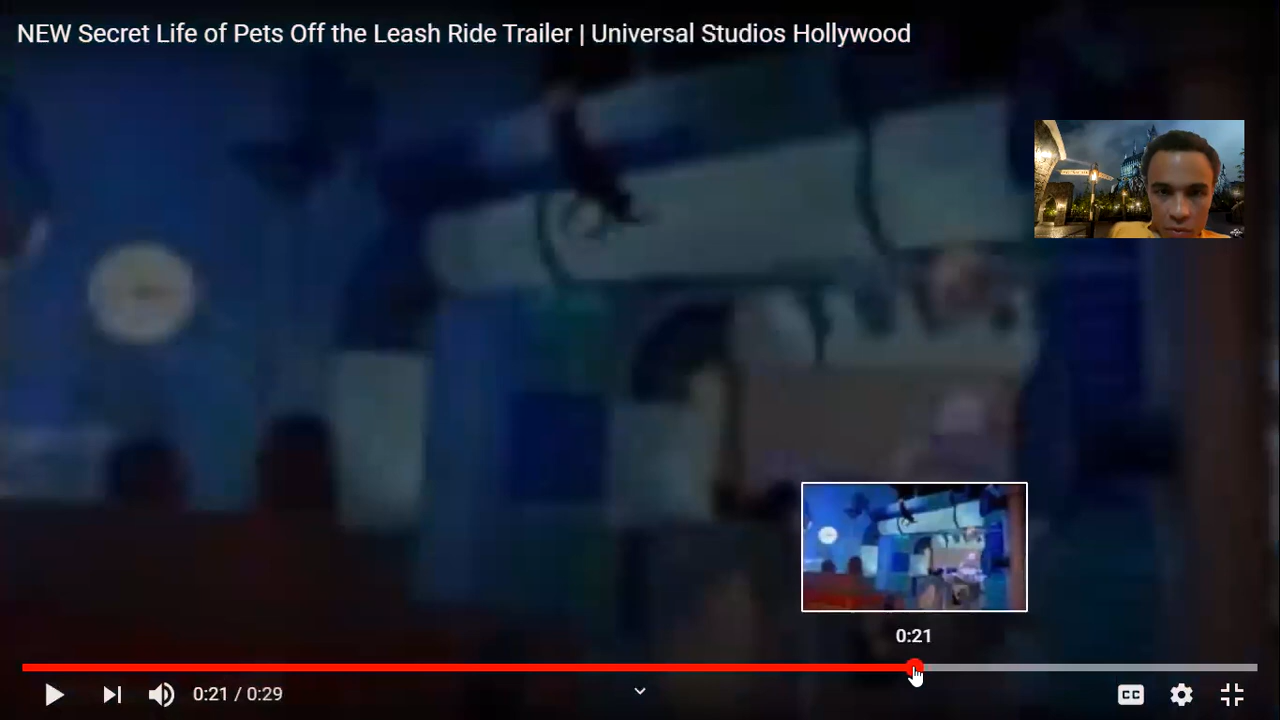 NEW Secret Life of Pets Off the Leash Ride Trailer | Universal Studios Hollywood
0:21
0:21 / 0:29
CC